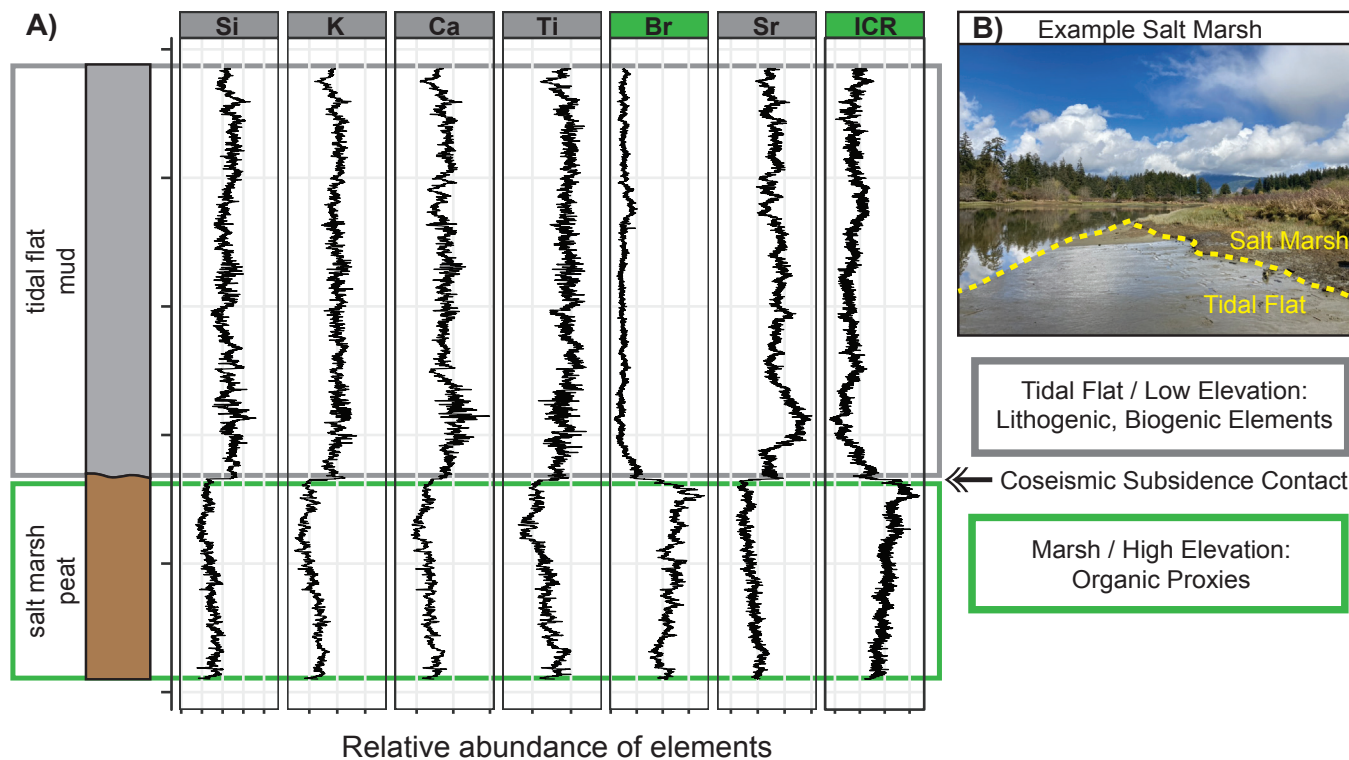 A)
Si K Ca Ti Br Sr ICR
tidal flat
mud
salt marsh
peat
Relative abundance of elements
B)
Example Salt Marsh
Salt Marsh
Tidal Flat
Tidal Flat / Low Elevation:
Lithogenic, Biogenic Elements
Coseismic Subsidence Contact
Marsh / High Elevation:
Organic Proxies